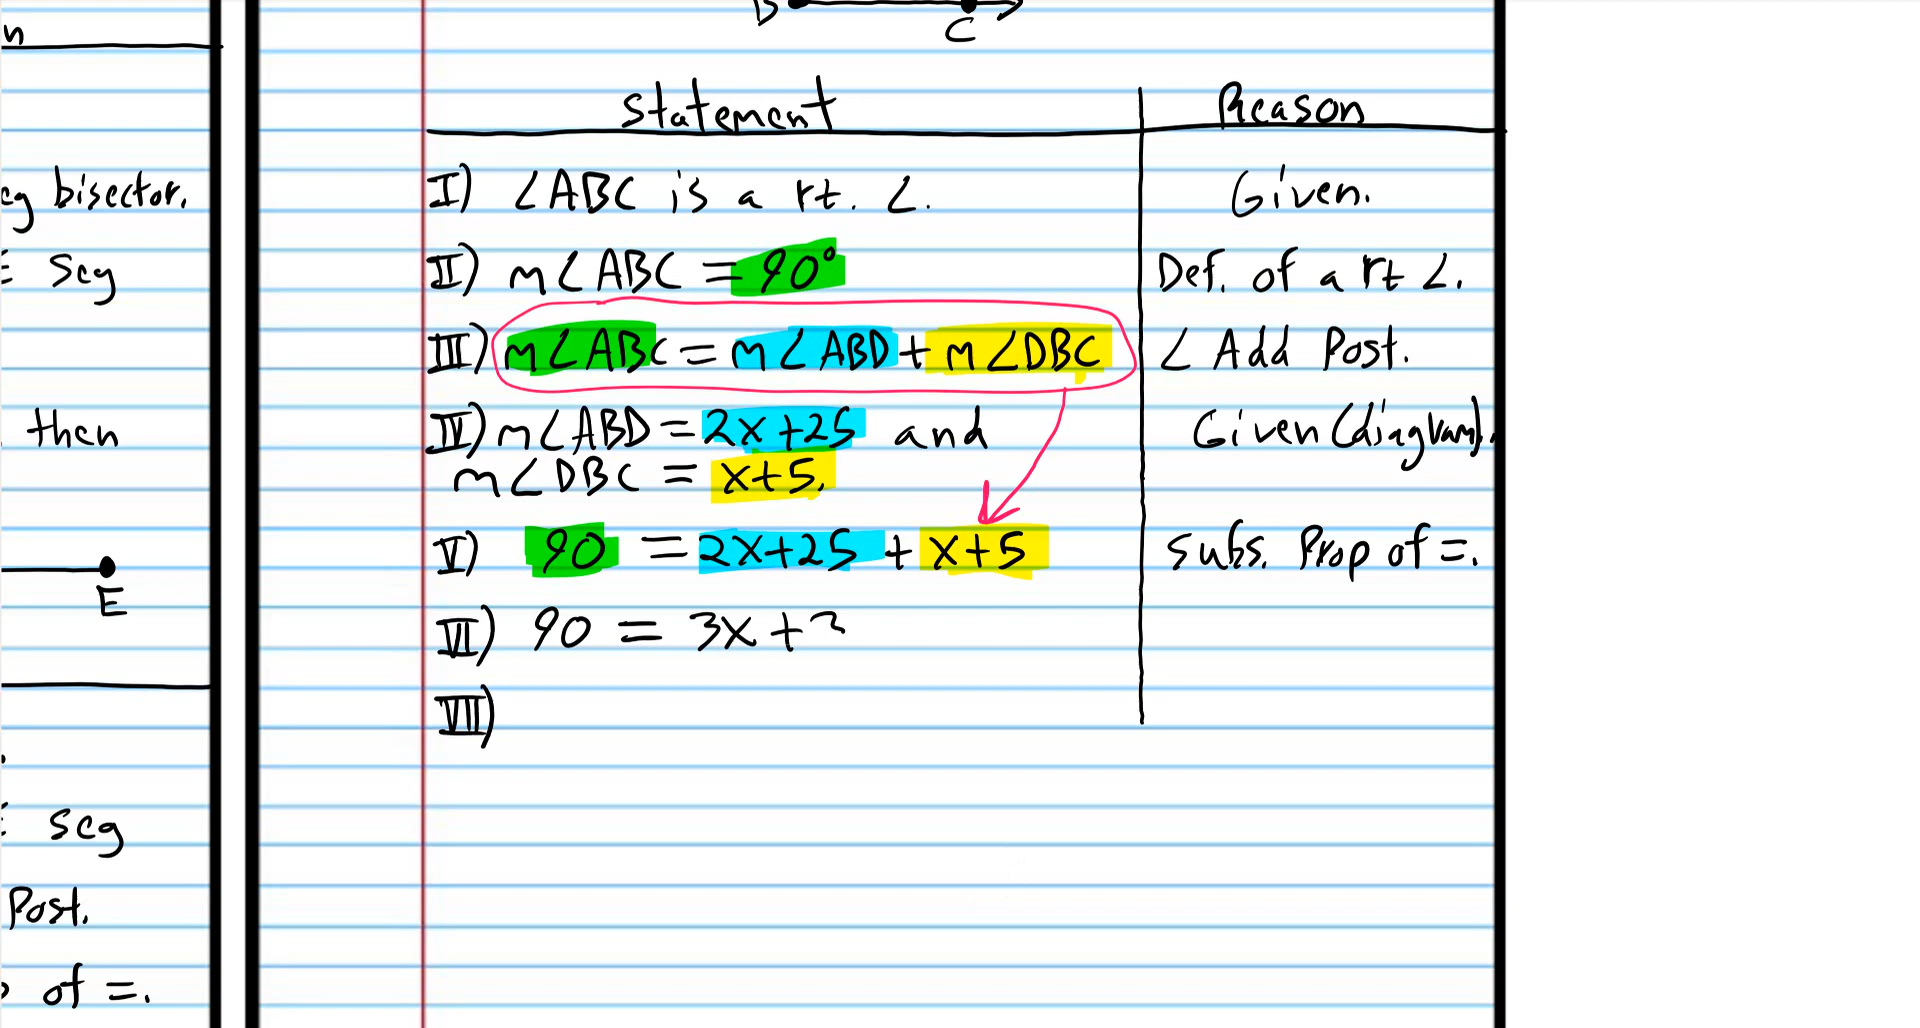 n
B
C
statement Reason
eg bisector.
I) ∠ABC is a rt. ∠. Given.
seg
II) m∠ABC = 90° Def. of a rt ∠.
III) m∠ABC = m∠ABD + m∠DBC ∠ Add Post.
then
IV) m∠ABD = 2x+25 and Given (diagram).
m∠DBC = x+5.
V) 90 = 2x+25 + x+5 Subs. Prop of =.
E
VI) 90 = 3x+
VII)
seg
Post.
of =.